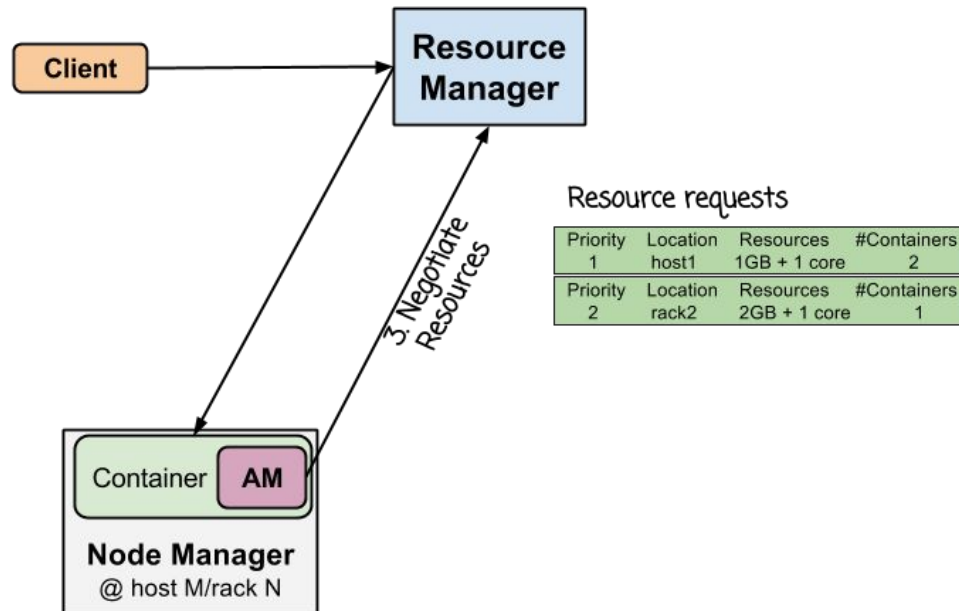 Client
Resource
Manager
3. Negotiate
Resources
Resource requests
Priority Location Resources #Containers
1 host1 1GB + 1 core 2
Priority Location Resources #Containers
2 rack2 2GB + 1 core 1
Container AM
Node Manager
@ host M/rack N